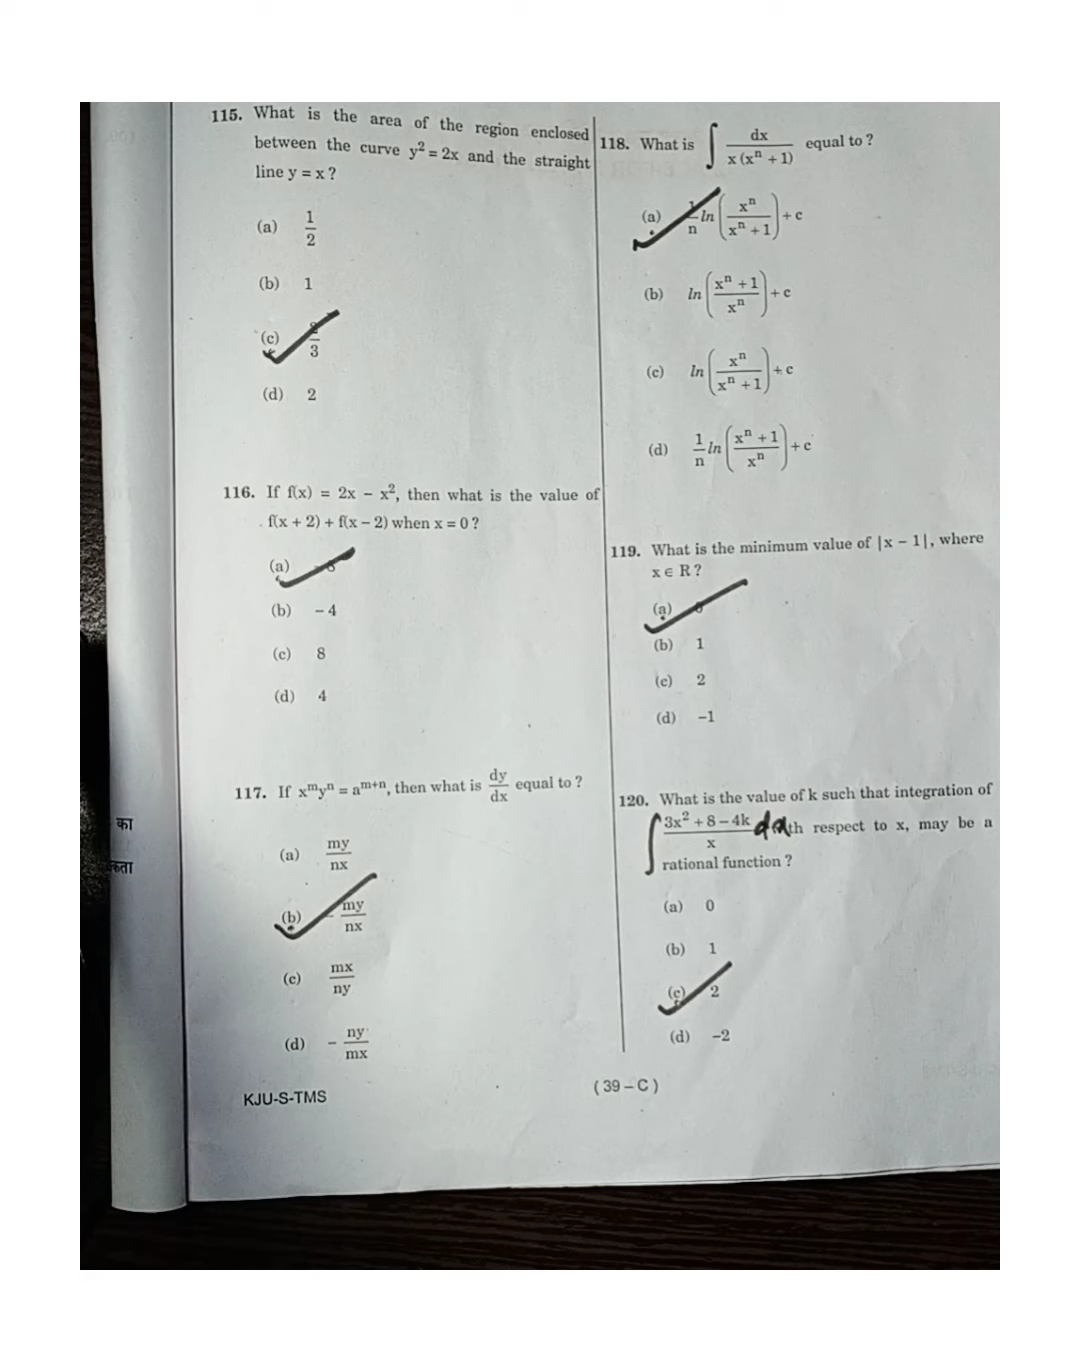 115. What is the area of the region enclosed
between the curve y² = 2x and the straight
line y = x ?
(a) 1/2
(b) 1
(c) 2/3
(d) 2
116. If f(x) = 2x – x², then what is the value of
f(x + 2) + f(x – 2) when x = 0 ?
(a) – 8
(b) – 4
(c) 8
(d) 4
117. If xᵐyⁿ = aᵐ⁺ⁿ, then what is dy/dx equal to ?
(a) my/nx
(b) – my/nx
(c) mx/ny
(d) – ny/mx
KJU-S-TMS
118. What is ∫ dx / x (xⁿ + 1) equal to ?
(a) 1/n ln (xⁿ / xⁿ + 1) + c
(b) ln (xⁿ + 1 / xⁿ) + c
(c) ln (xⁿ / xⁿ + 1) + c
(d) 1/n ln (xⁿ + 1 / xⁿ) + c
119. What is the minimum value of |x – 1|, where
x ∈ R ?
(a) 0
(b) 1
(c) 2
(d) –1
120. What is the value of k such that integration of
∫ 3x² + 8 – 4k / x with respect to x, may be a
rational function ?
(a) 0
(b) 1
(c) 2
(d) –2
( 39 – C )
का
कता